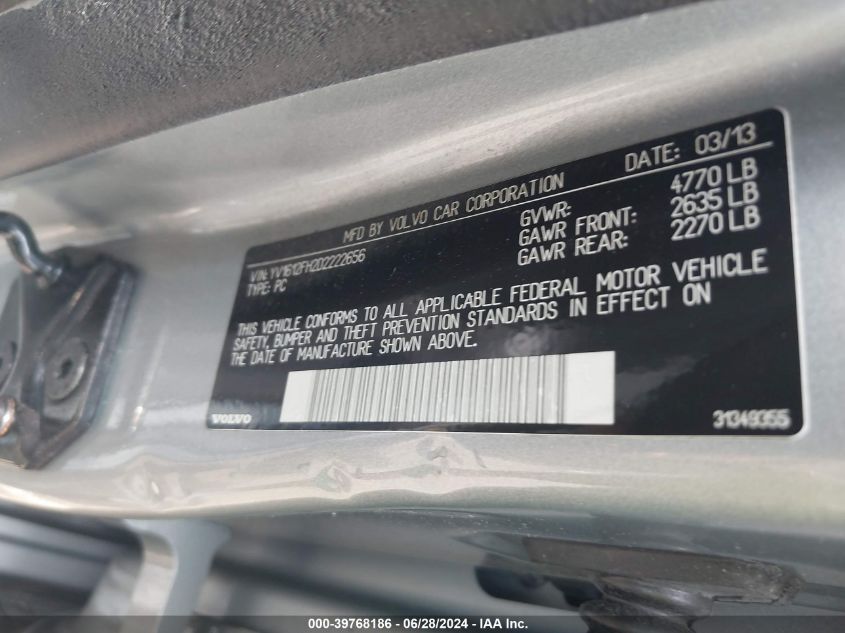 MFD BY VOLVO CAR CORPORATION DATE: 03/13
GVWR: 4770 LB
GAWR FRONT: 2635 LB
GAWR REAR: 2270 LB
VIN: YV1612FH2D2222656
TYPE: PC
THIS VEHICLE CONFORMS TO ALL APPLICABLE FEDERAL MOTOR VEHICLE
SAFETY, BUMPER AND THEFT PREVENTION STANDARDS IN EFFECT ON
THE DATE OF MANUFACTURE SHOWN ABOVE.
VOLVO 31349355
000-39768186 - 06/28/2024 - IAA Inc.